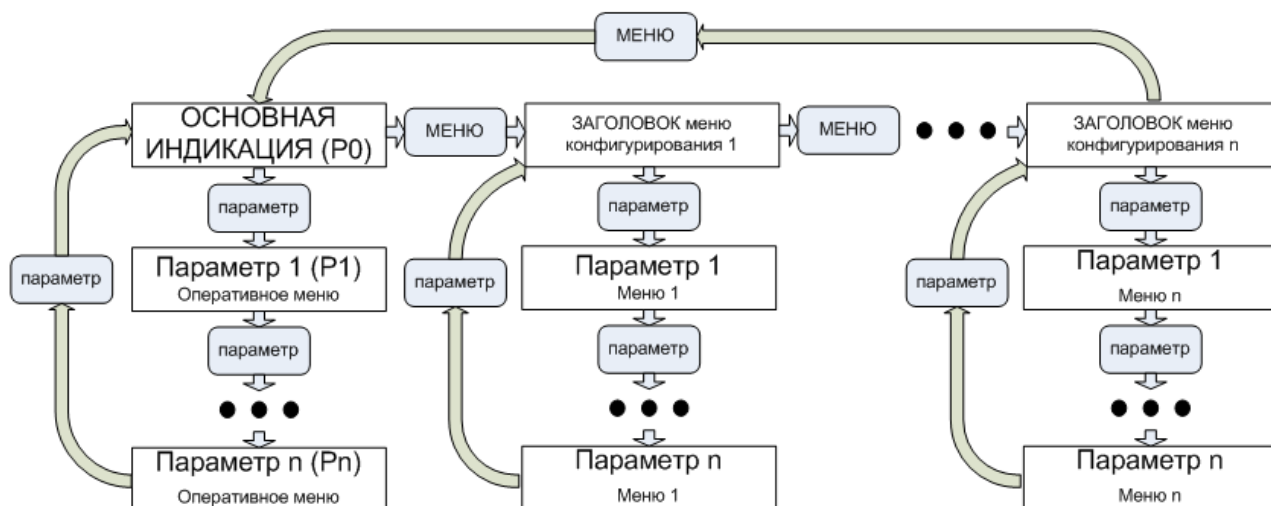 МЕНЮ
ОСНОВНАЯ
ИНДИКАЦИЯ (P0)
МЕНЮ
ЗАГОЛОВОК меню
конфигурирования 1
МЕНЮ
ЗАГОЛОВОК меню
конфигурирования n
параметр
параметр
параметр
параметр
Параметр 1 (P1)
Оперативное меню
параметр
Параметр 1
Меню 1
параметр
Параметр 1
Меню n
параметр
параметр
параметр
Параметр n (Pn)
Оперативное меню
Параметр n
Меню 1
Параметр n
Меню n